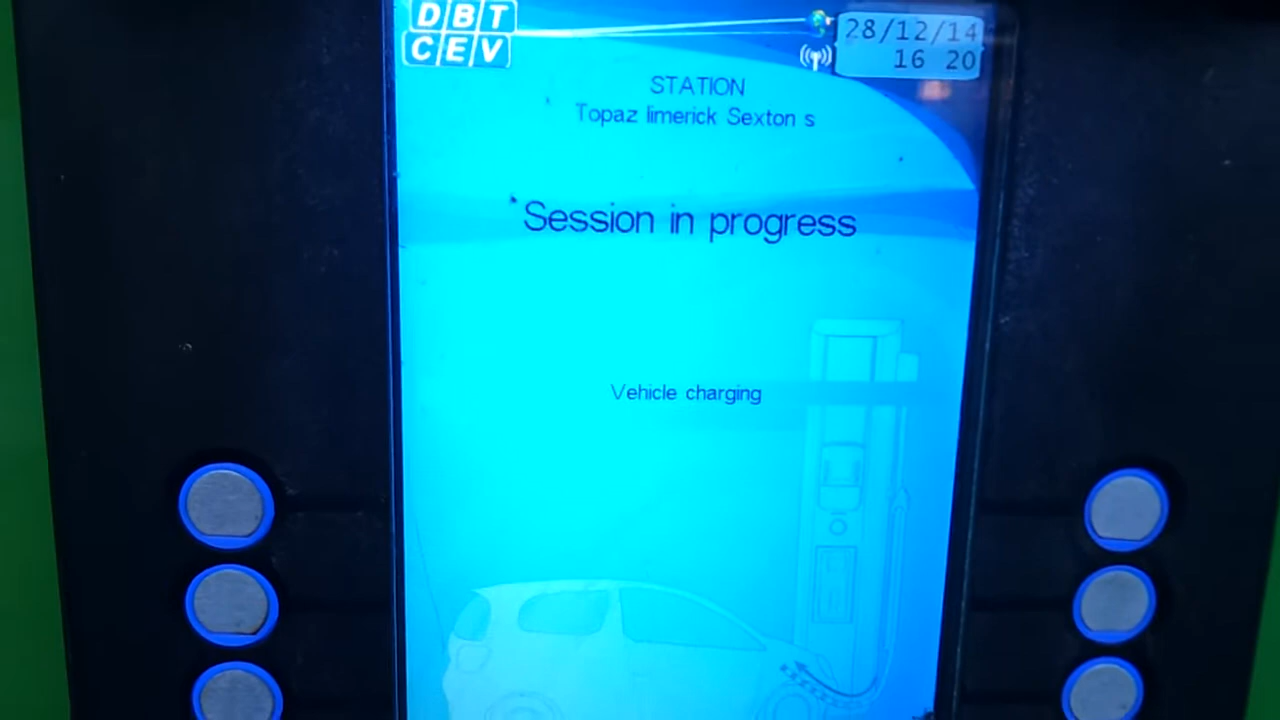 DBT
CEV
28/12/14
16 20
STATION
Topaz limerick Sexton s
Session in progress
Vehicle charging